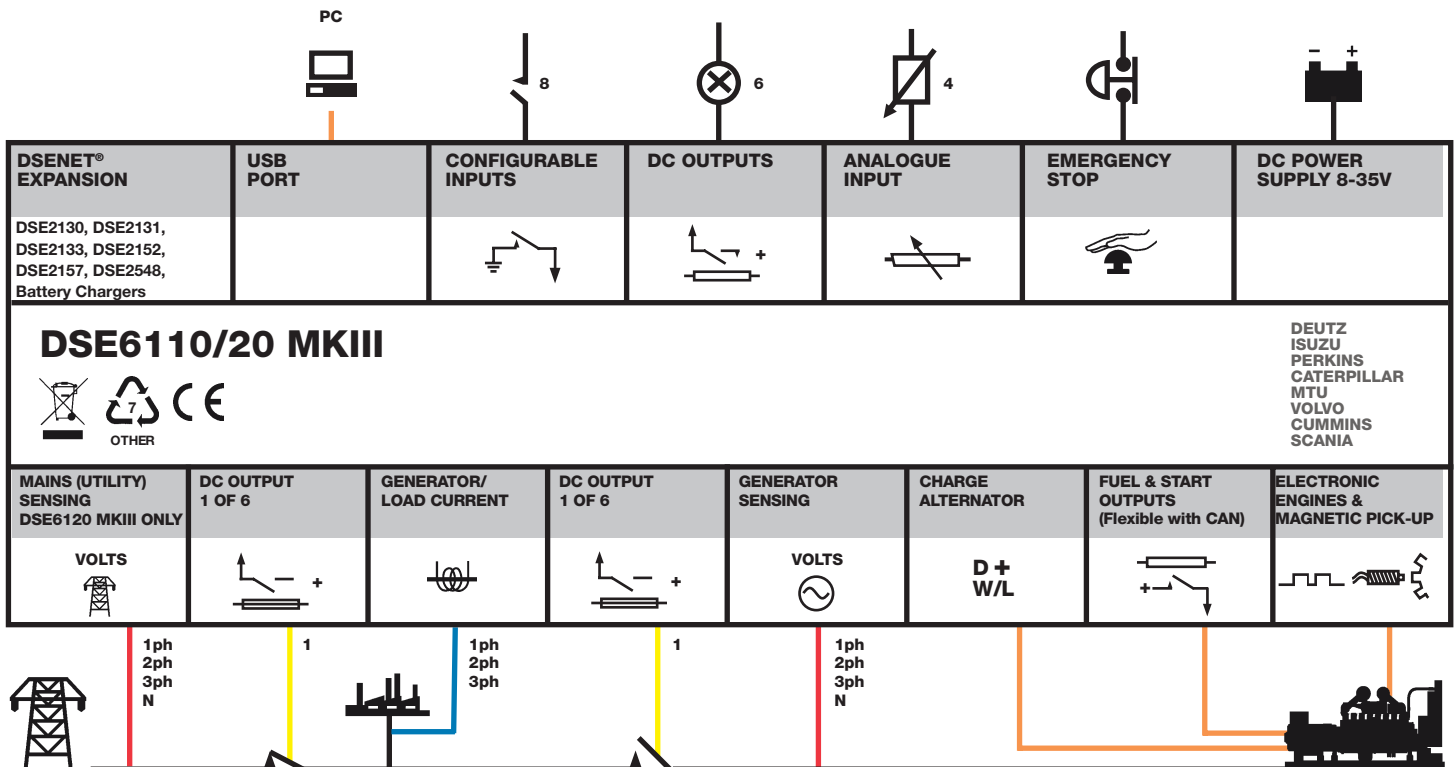 PC
8
6
4
- +
DSENET®
EXPANSION
USB
PORT
CONFIGURABLE
INPUTS
DC OUTPUTS
ANALOGUE
INPUT
EMERGENCY
STOP
DC POWER
SUPPLY 8-35V
DSE2130, DSE2131,
DSE2133, DSE2152,
DSE2157, DSE2548,
Battery Chargers
+
DSE6110/20 MKIII
7
OTHER
CE
DEUTZ
ISUZU
PERKINS
CATERPILLAR
MTU
VOLVO
CUMMINS
SCANIA
MAINS (UTILITY)
SENSING
DSE6120 MKIII ONLY
DC OUTPUT
1 OF 6
GENERATOR/
LOAD CURRENT
DC OUTPUT
1 OF 6
GENERATOR
SENSING
CHARGE
ALTERNATOR
FUEL & START
OUTPUTS
(Flexible with CAN)
ELECTRONIC
ENGINES &
MAGNETIC PICK-UP
VOLTS
+
+
VOLTS
D +
W/L
+
1ph
2ph
3ph
N
1
1ph
2ph
3ph
1
1ph
2ph
3ph
N